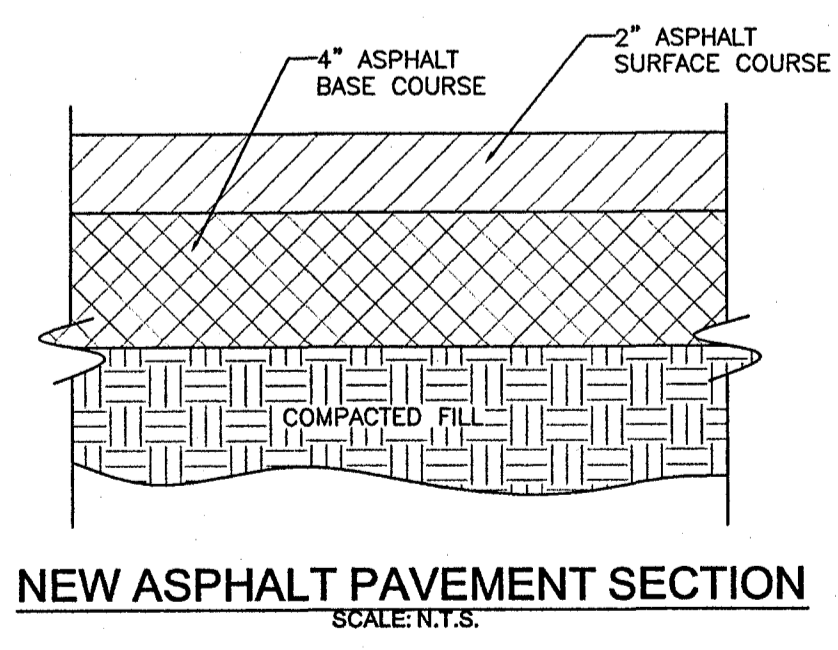 4" ASPHALT
BASE COURSE
2" ASPHALT
SURFACE COURSE
COMPACTED FILL
NEW ASPHALT PAVEMENT SECTION
SCALE: N.T.S.